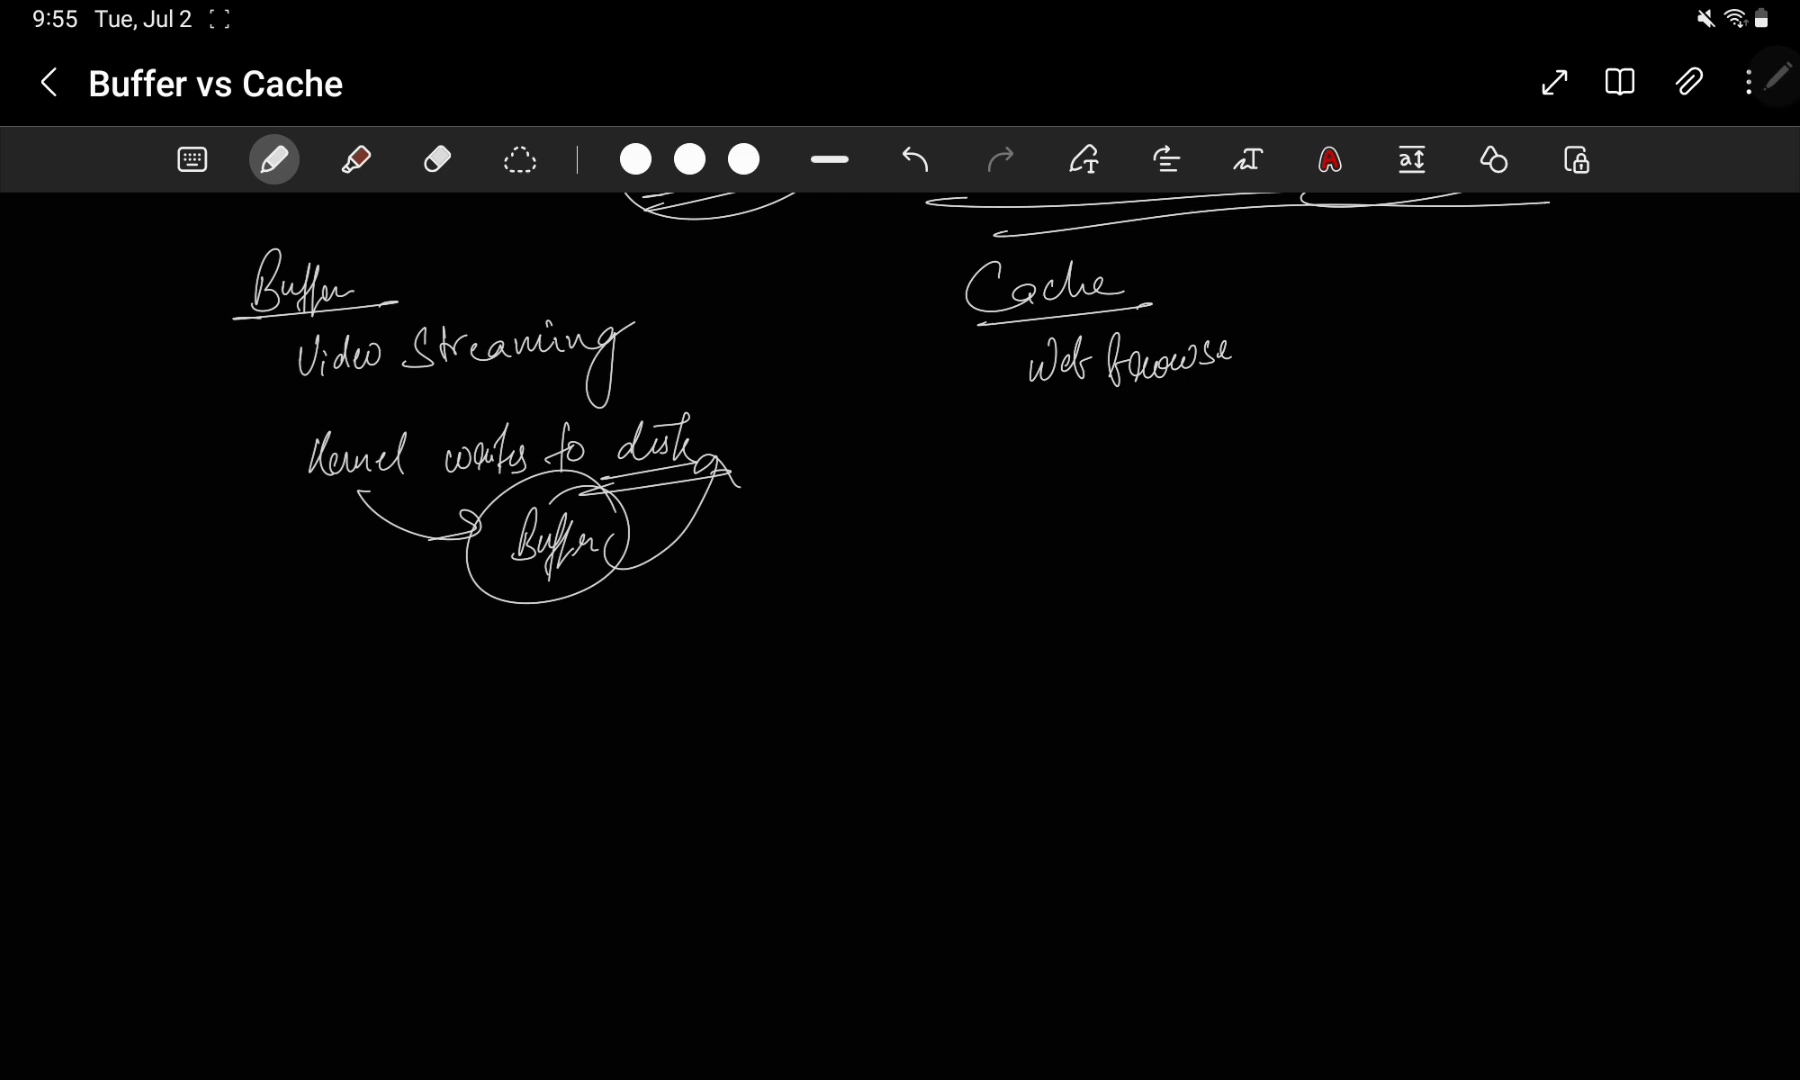 9:55 Tue, Jul 2
Buffer vs Cache
Buffer
Cache
Video Streaming
Web browse
Kernel writes to disk
Buffer